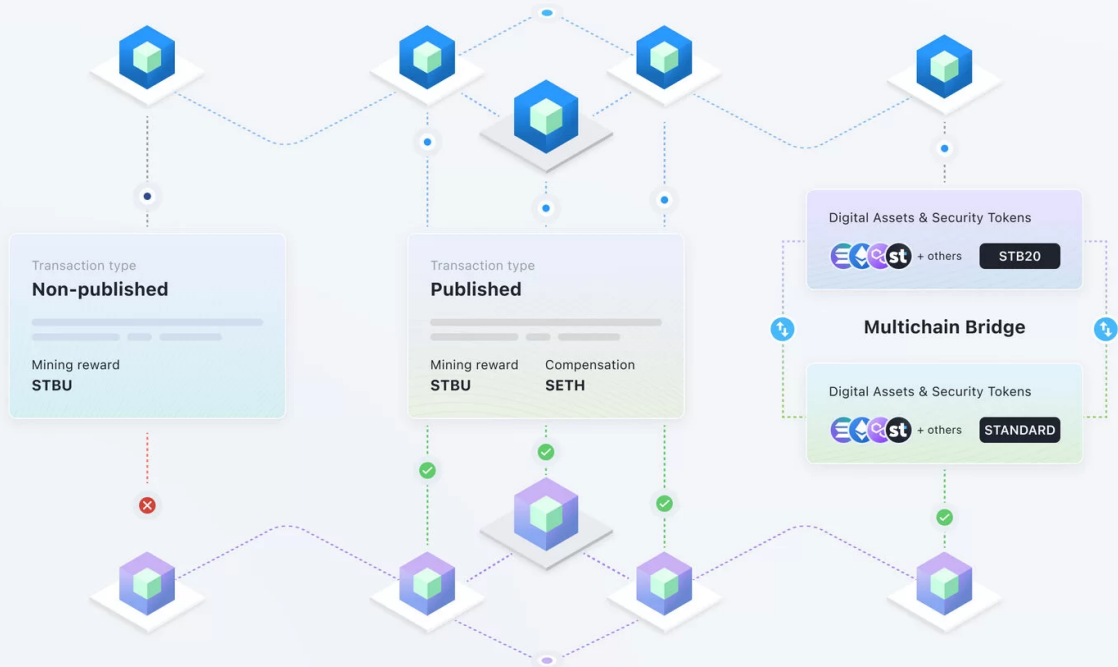 Transaction type
Non-published
Mining reward
STBU
Transaction type
Published
Mining reward Compensation
STBU SETH
Digital Assets & Security Tokens
st + others STB20
Multichain Bridge
Digital Assets & Security Tokens
st + others STANDARD